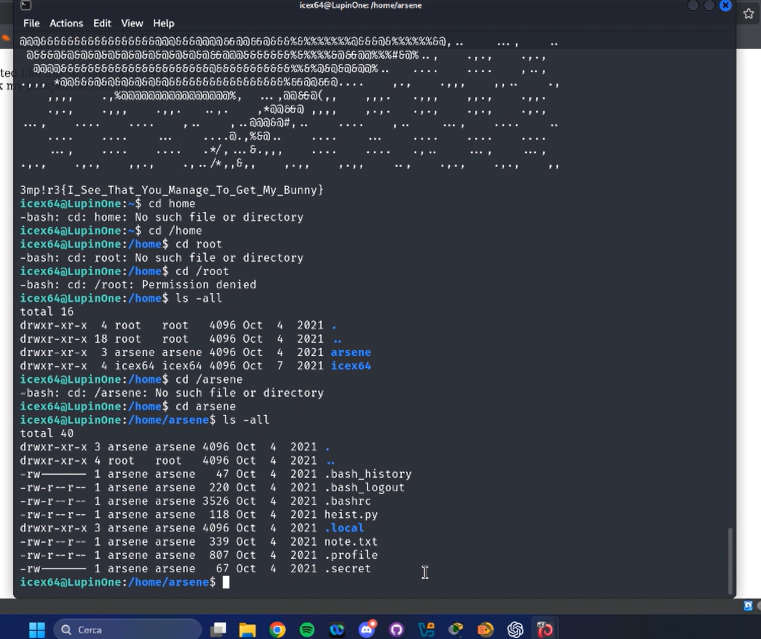 icex64@LupinOne: /home/arsene
File Actions Edit View Help
3mp!r3{I_See_That_You_Manage_To_Get_My_Bunny}
icex64@LupinOne:~$ cd home
-bash: cd: home: No such file or directory
icex64@LupinOne:~$ cd /home
icex64@LupinOne:/home$ cd root
-bash: cd: root: No such file or directory
icex64@LupinOne:/home$ cd /root
-bash: cd: /root: Permission denied
icex64@LupinOne:/home$ ls -all
total 16
drwxr-xr-x 4 root root 4096 Oct 4 2021 .
drwxr-xr-x 18 root root 4096 Oct 4 2021 ..
drwxr-xr-x 3 arsene arsene 4096 Oct 4 2021 arsene
drwxr-xr-x 4 icex64 icex64 4096 Oct 7 2021 icex64
icex64@LupinOne:/home$ cd /arsene
-bash: cd: /arsene: No such file or directory
icex64@LupinOne:/home$ cd arsene
icex64@LupinOne:/home/arsene$ ls -all
total 40
drwxr-xr-x 3 arsene arsene 4096 Oct 4 2021 .
drwxr-xr-x 4 root root 4096 Oct 4 2021 ..
-rw------- 1 arsene arsene 47 Oct 4 2021 .bash_history
-rw-r--r-- 1 arsene arsene 220 Oct 4 2021 .bash_logout
-rw-r--r-- 1 arsene arsene 3526 Oct 4 2021 .bashrc
-rw-r--r-- 1 arsene arsene 118 Oct 4 2021 heist.py
drwxr-xr-x 3 arsene arsene 4096 Oct 4 2021 .local
-rw-r--r-- 1 arsene arsene 339 Oct 4 2021 note.txt
-rw-r--r-- 1 arsene arsene 807 Oct 4 2021 .profile
-rw------- 1 arsene arsene 67 Oct 4 2021 .secret
icex64@LupinOne:/home/arsene$
Cerca